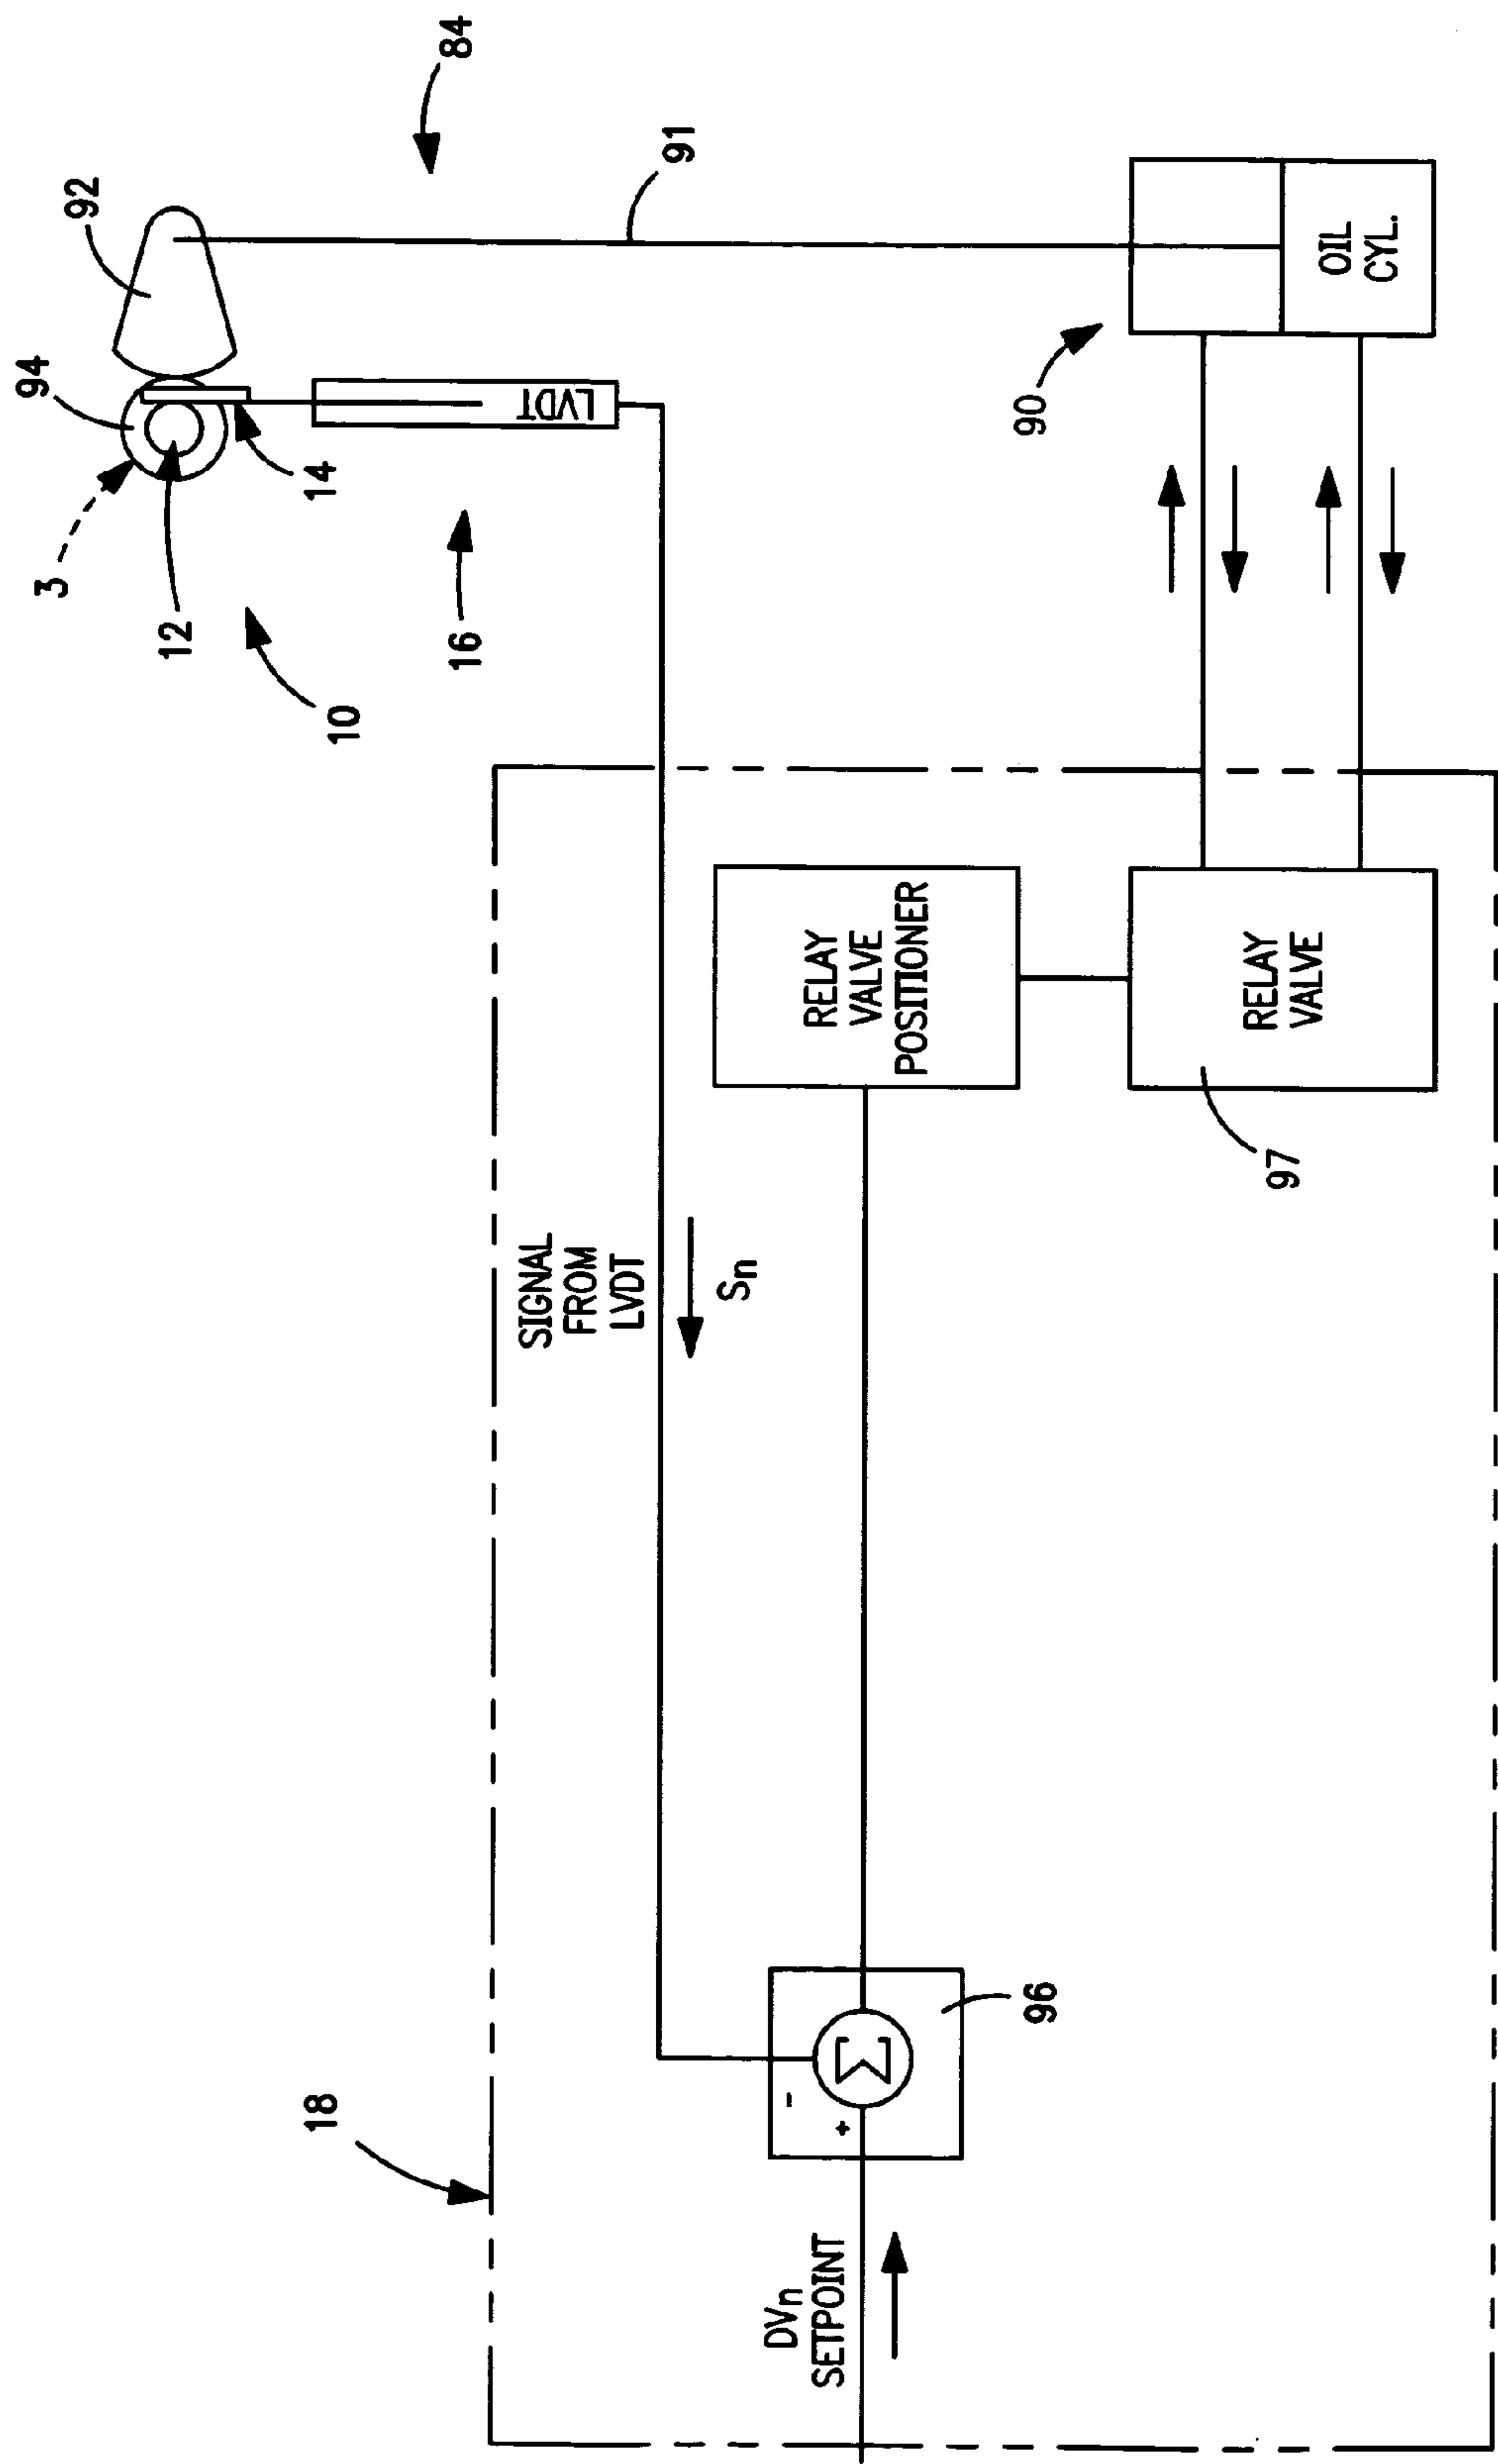 84
92
91
94
3
14
12
16
10
LVDT
90
OIL
CYL.
SIGNAL
FROM
LVDT
Sn
RELAY
VALVE
POSITIONER
RELAY
VALVE
97
18
-
+
Σ
96
DVn
SETPOINT